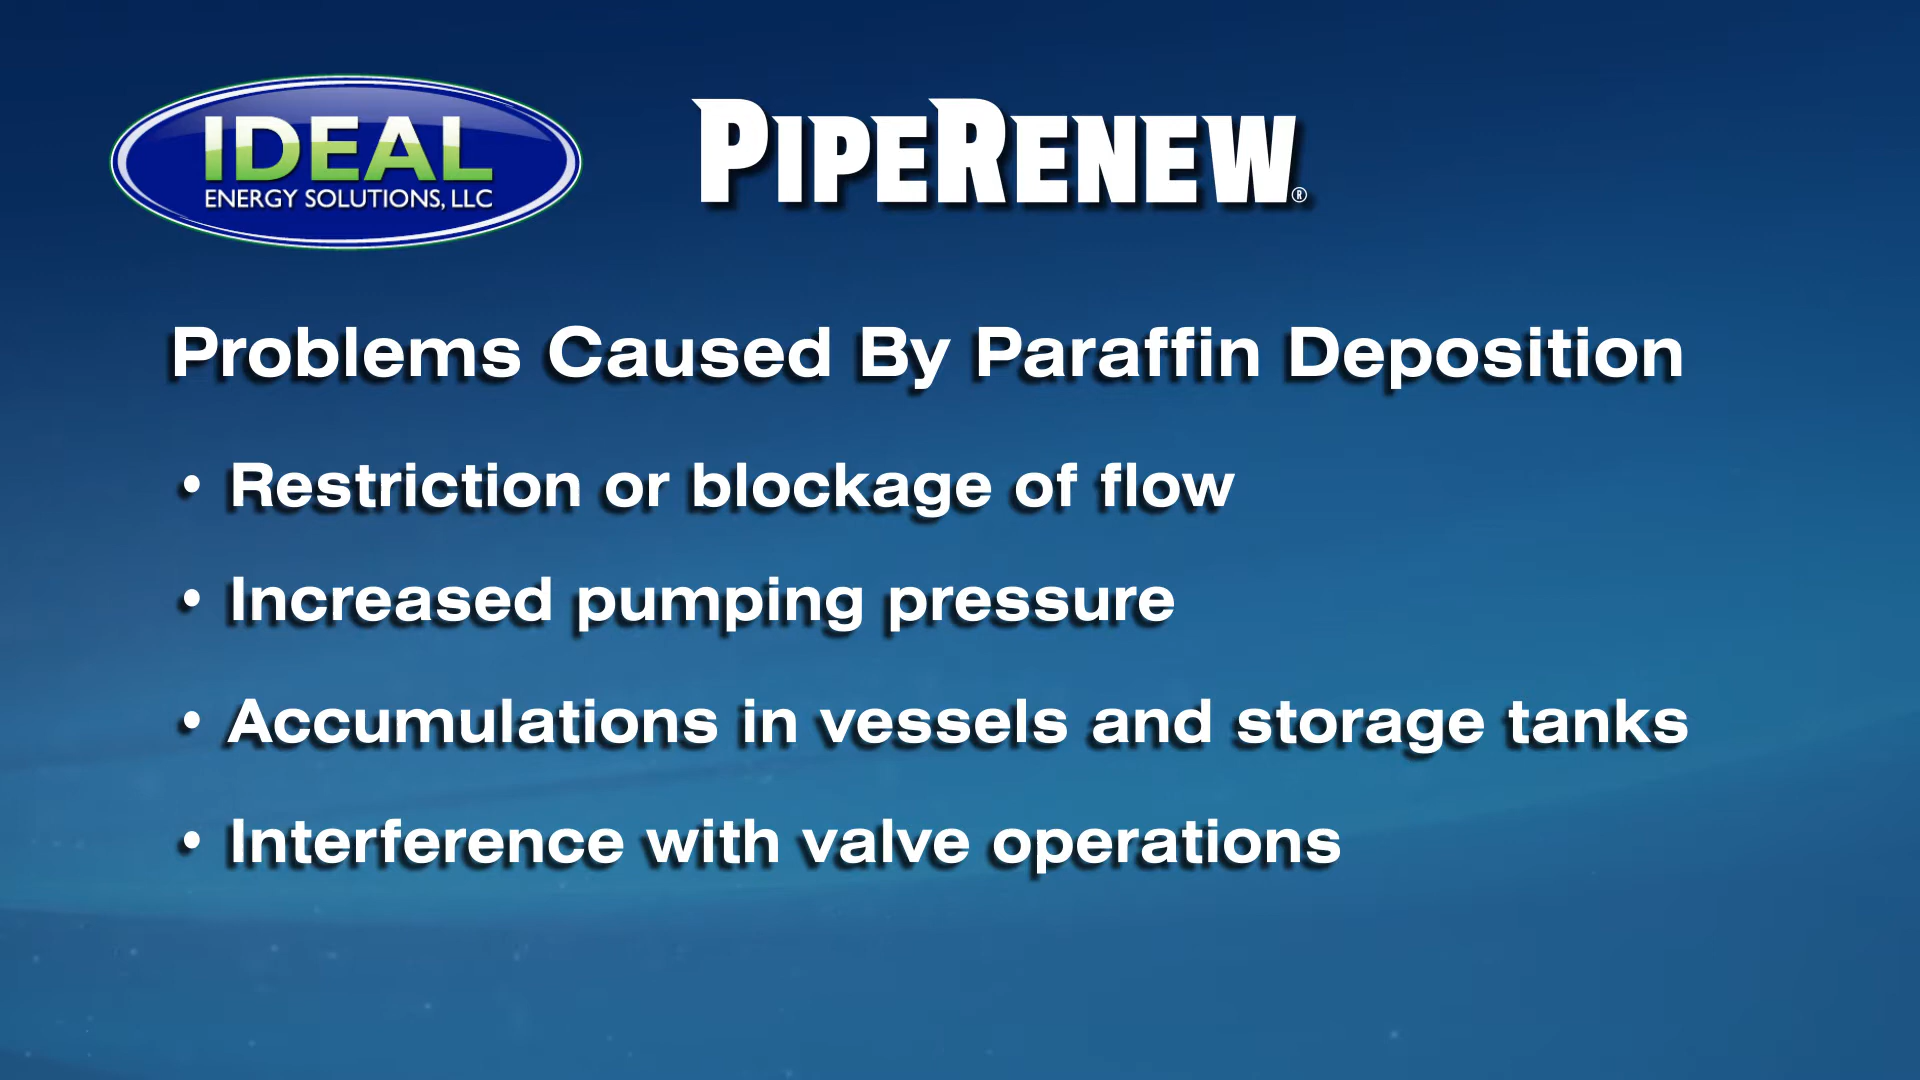 IDEAL
ENERGY SOLUTIONS, LLC
PIPERENEW®
Problems Caused By Paraffin Deposition
• Restriction or blockage of flow
• Increased pumping pressure
• Accumulations in vessels and storage tanks
• Interference with valve operations